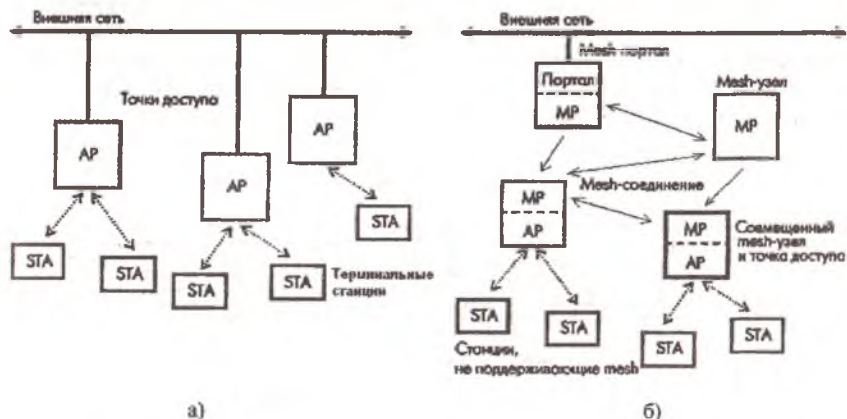 Внешняя сеть
Точки доступа
AP
AP
AP
STA
STA
STA
STA
STA
Терминальные
станции
а)
Внешняя сеть
Mesh-портал
Портал
MP
Mesh-узел
MP
Mesh-соединение
MP
AP
MP
AP
Совмещенный
mesh-узел
и точка доступа
STA
STA
STA
STA
Станции,
не поддерживающие mesh
б)